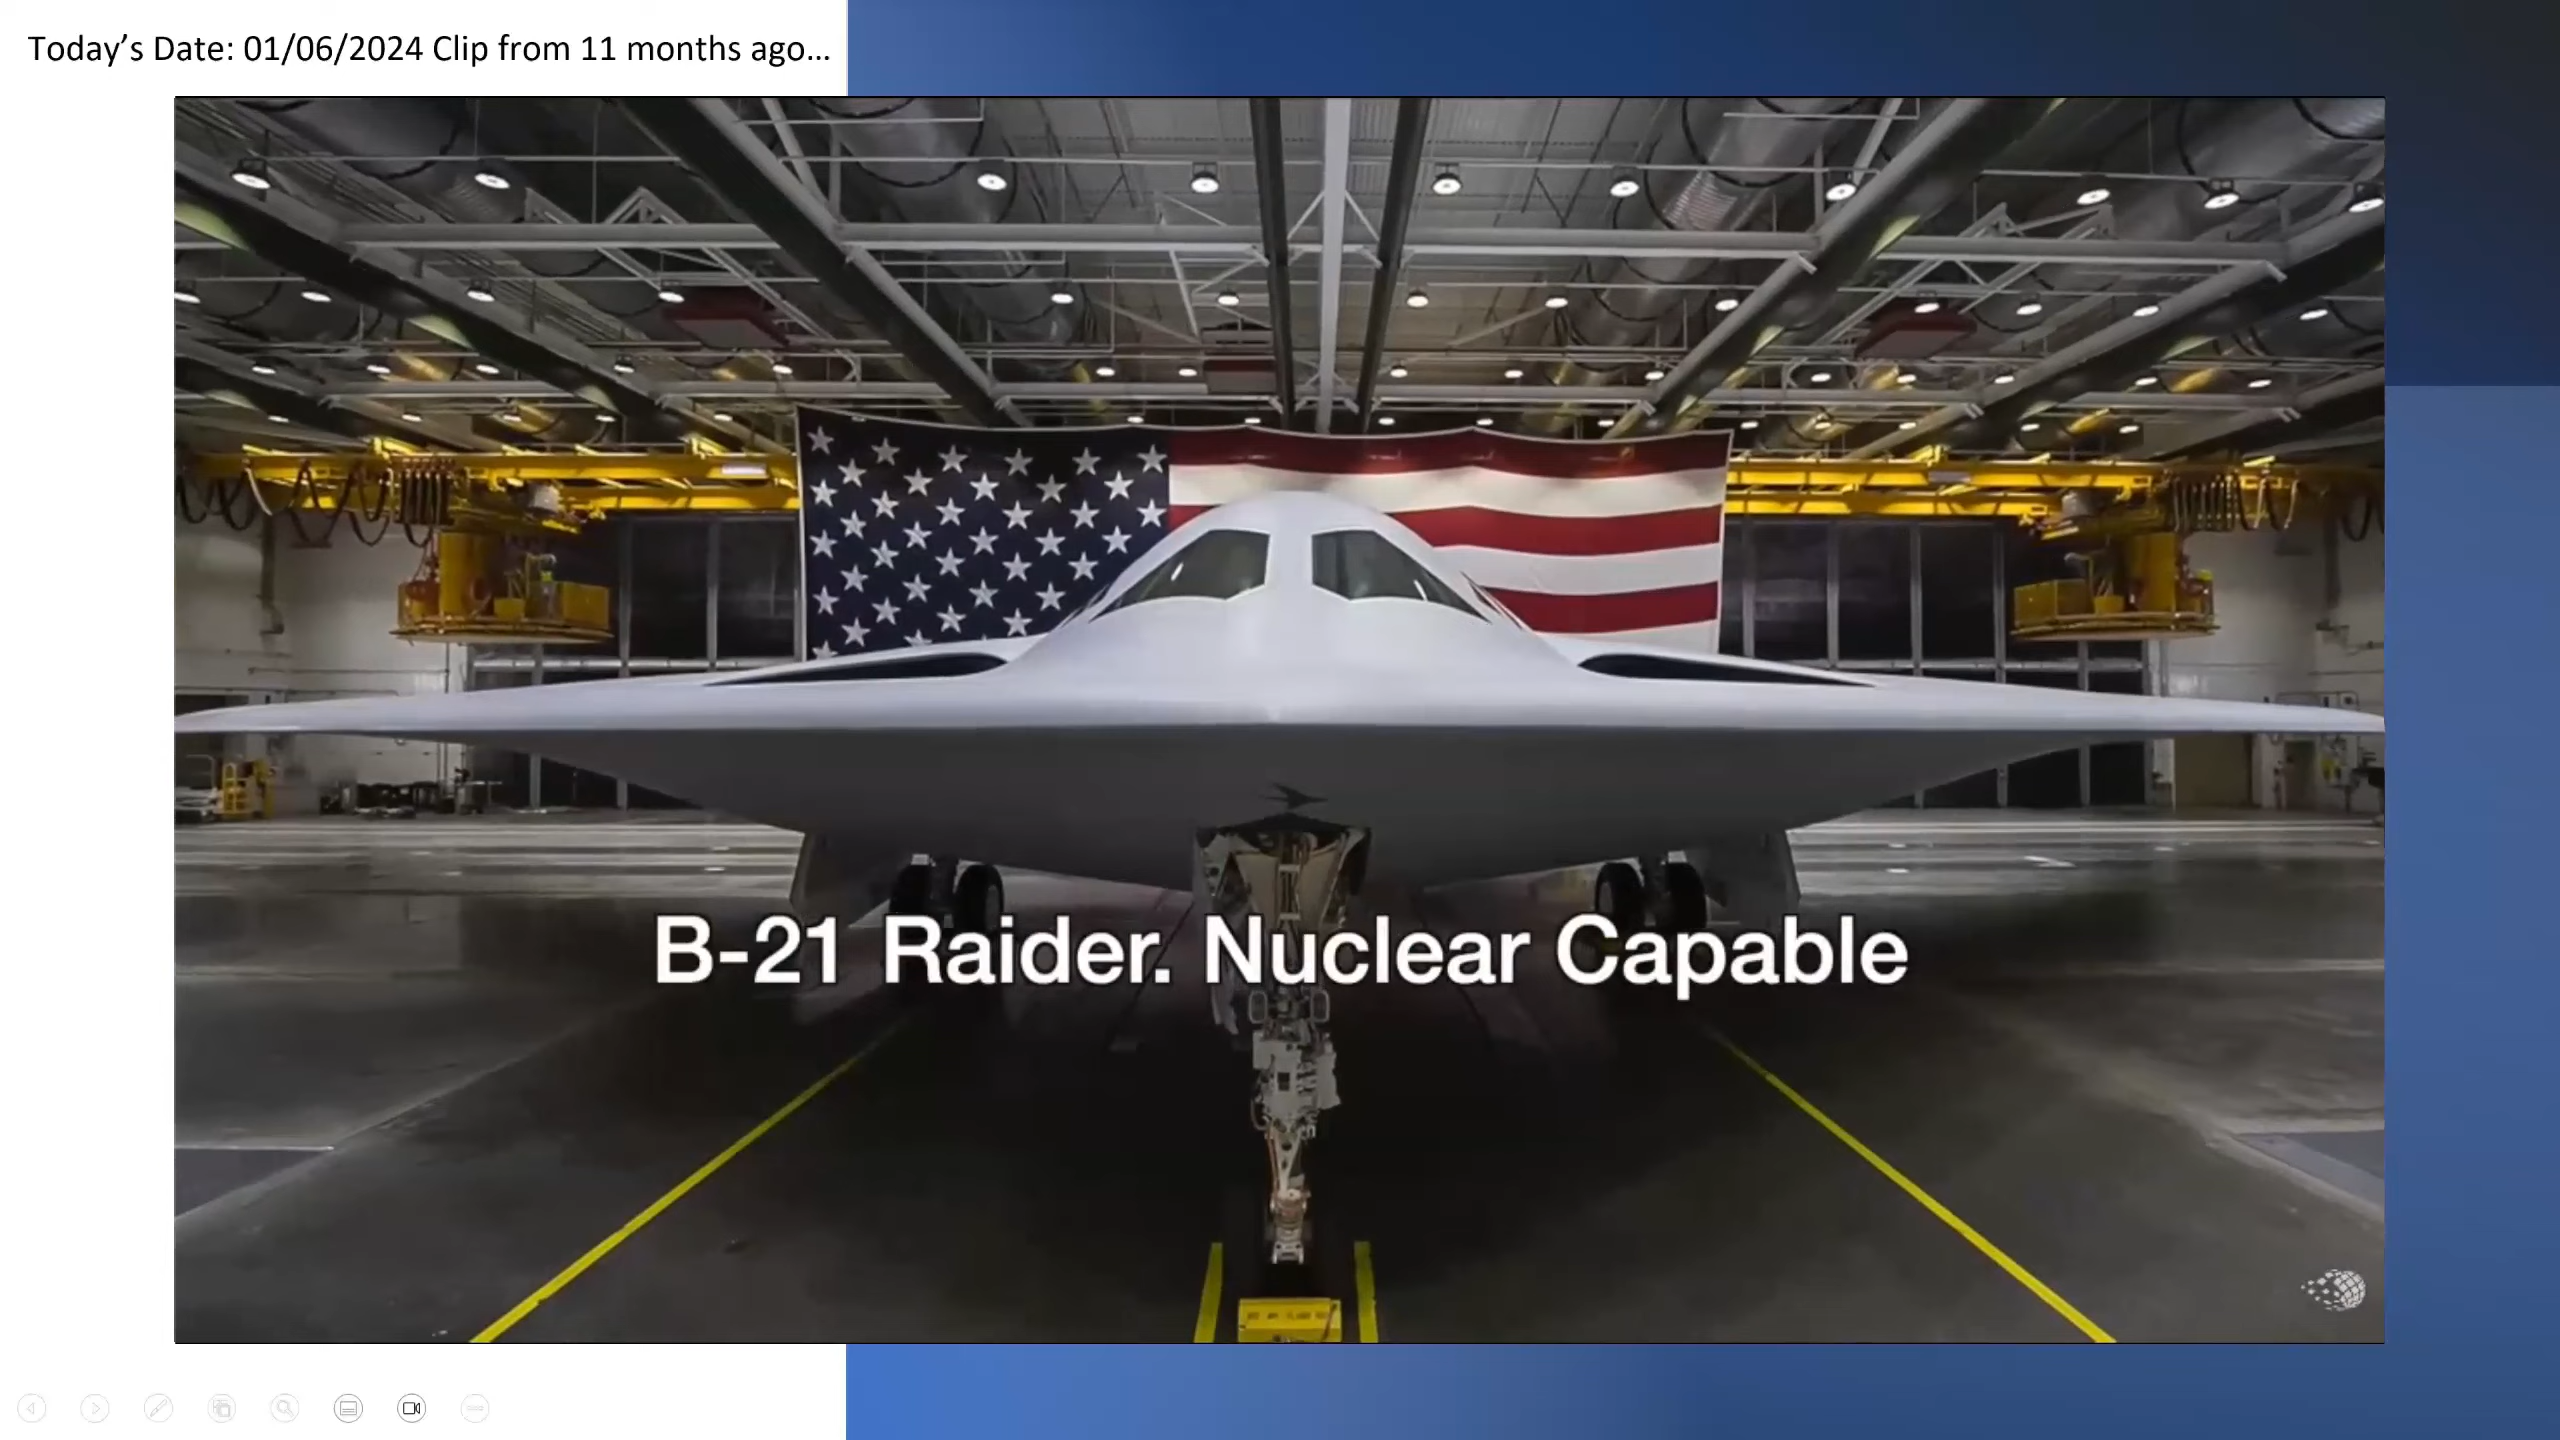 Today’s Date: 01/06/2024 Clip from 11 months ago...
B-21 Raider. Nuclear Capable